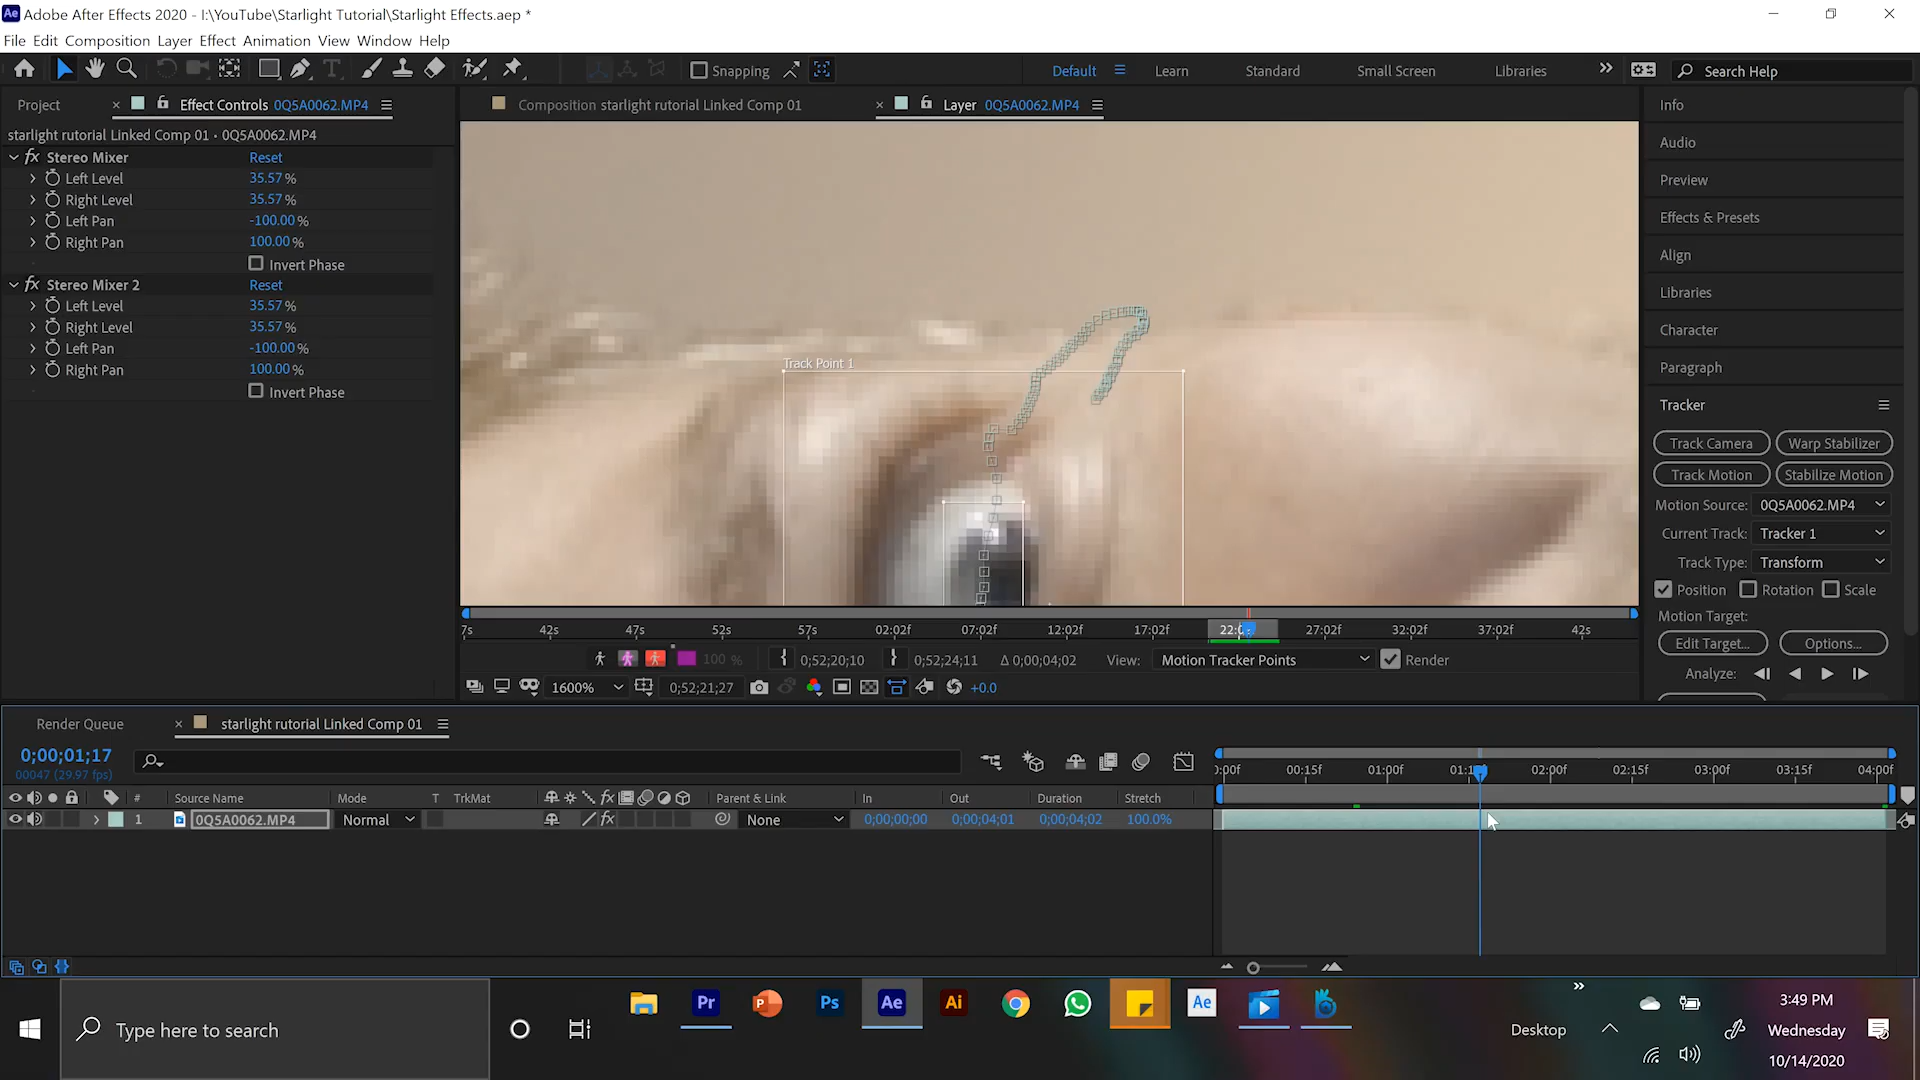 Adobe After Effects 2020 - I:\YouTube\Starlight Tutorial\Starlight Effects.aep *
File Edit Composition Layer Effect Animation View Window Help
Snapping
Default Learn Standard Small Screen Libraries Search Help
Project Effect Controls 0Q5A0062.MP4
Composition starlight rutorial Linked Comp 01 Layer 0Q5A0062.MP4
starlight rutorial Linked Comp 01 • 0Q5A0062.MP4
fx Stereo Mixer Reset
Left Level 35.57 %
Right Level 35.57 %
Left Pan -100.00 %
Right Pan 100.00 %
Invert Phase
fx Stereo Mixer 2 Reset
Left Level 35.57 %
Right Level 35.57 %
Left Pan -100.00 %
Right Pan 100.00 %
Invert Phase
Track Point 1
42s 47s 52s 57s 02:02f 07:02f 12:02f 17:02f 27:02f 32:02f 37:02f 42s
100 % 0;52;20;10 0;52;24;11 Δ 0;00;04;02 View: Motion Tracker Points Render
1600% 0;52;21;27 +0.0
Info
Audio
Preview
Effects & Presets
Align
Libraries
Character
Paragraph
Tracker
Track Camera Warp Stabilizer
Track Motion Stabilize Motion
Motion Source: 0Q5A0062.MP4
Current Track: Tracker 1
Track Type: Transform
Position Rotation Scale
Motion Target:
Edit Target... Options...
Analyze:
Render Queue starlight rutorial Linked Comp 01
0;00;01;17
00047 (29.97 fps)
00:15f 01:00f 02:00f 02:15f 03:00f 03:15f 04:00f
# Source Name Mode T TrkMat fx Parent & Link In Out Duration Stretch
1 0Q5A0062.MP4 Normal fx None 0;00;00;00 0;00;04;01 0;00;04;02 100.0%
Type here to search
Pr Ps Ae Ai Ae
Desktop
3:49 PM
Wednesday
10/14/2020